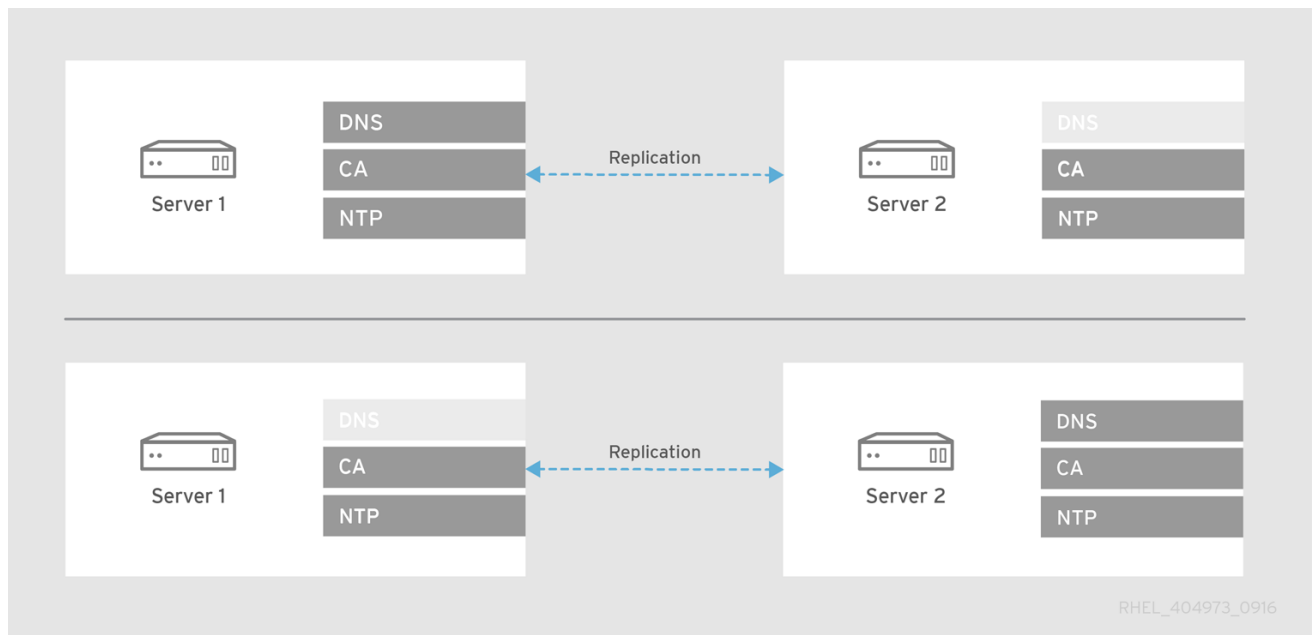 DNS
CA
NTP
Server 1
Replication
DNS
CA
NTP
Server 2
DNS
CA
NTP
Server 1
Replication
DNS
CA
NTP
Server 2
RHEL_404973_0916